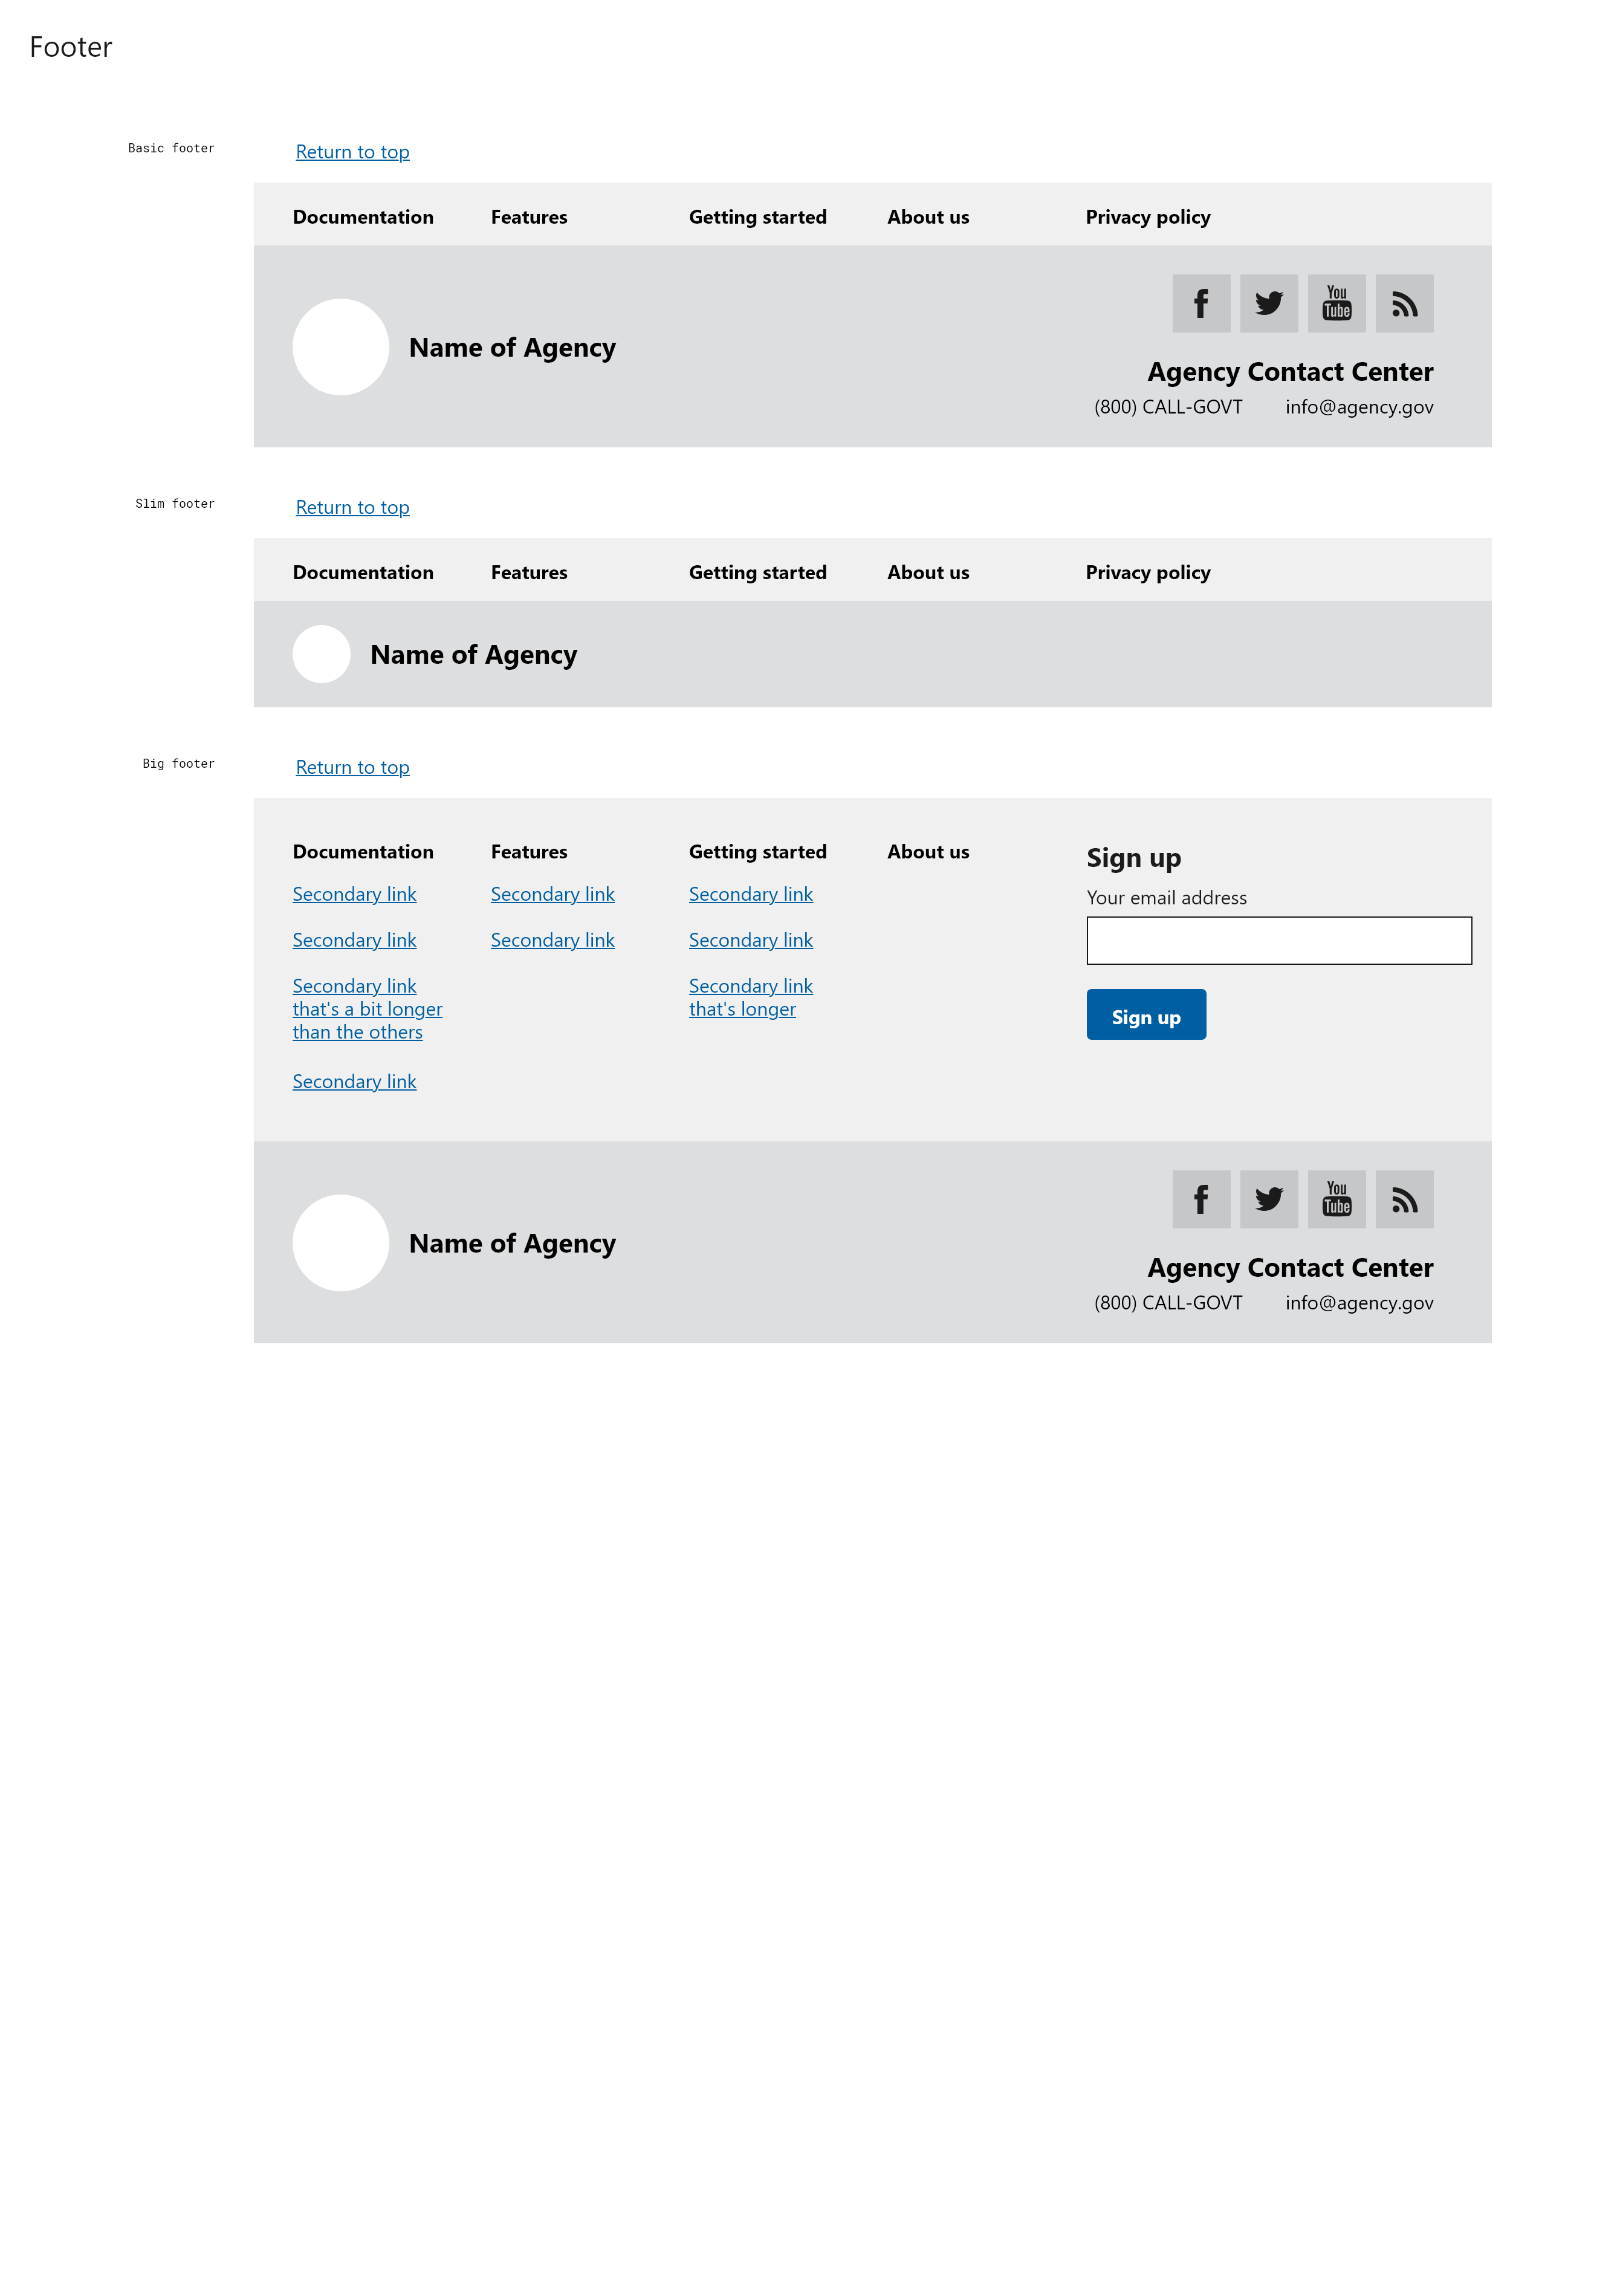 Footer
Basic footer
Return to top
Documentation Features Getting started About us Privacy policy
f You Tube
Name of Agency
Agency Contact Center
(800) CALL-GOVT info@agency.gov
Slim footer
Return to top
Documentation Features Getting started About us Privacy policy
Name of Agency
Big footer
Return to top
Documentation
Secondary link
Secondary link
Secondary link
that's a bit longer
than the others
Secondary link
Features
Secondary link
Secondary link
Getting started
Secondary link
Secondary link
Secondary link
that's longer
About us
Sign up
Your email address
Sign up
f You Tube
Name of Agency
Agency Contact Center
(800) CALL-GOVT info@agency.gov